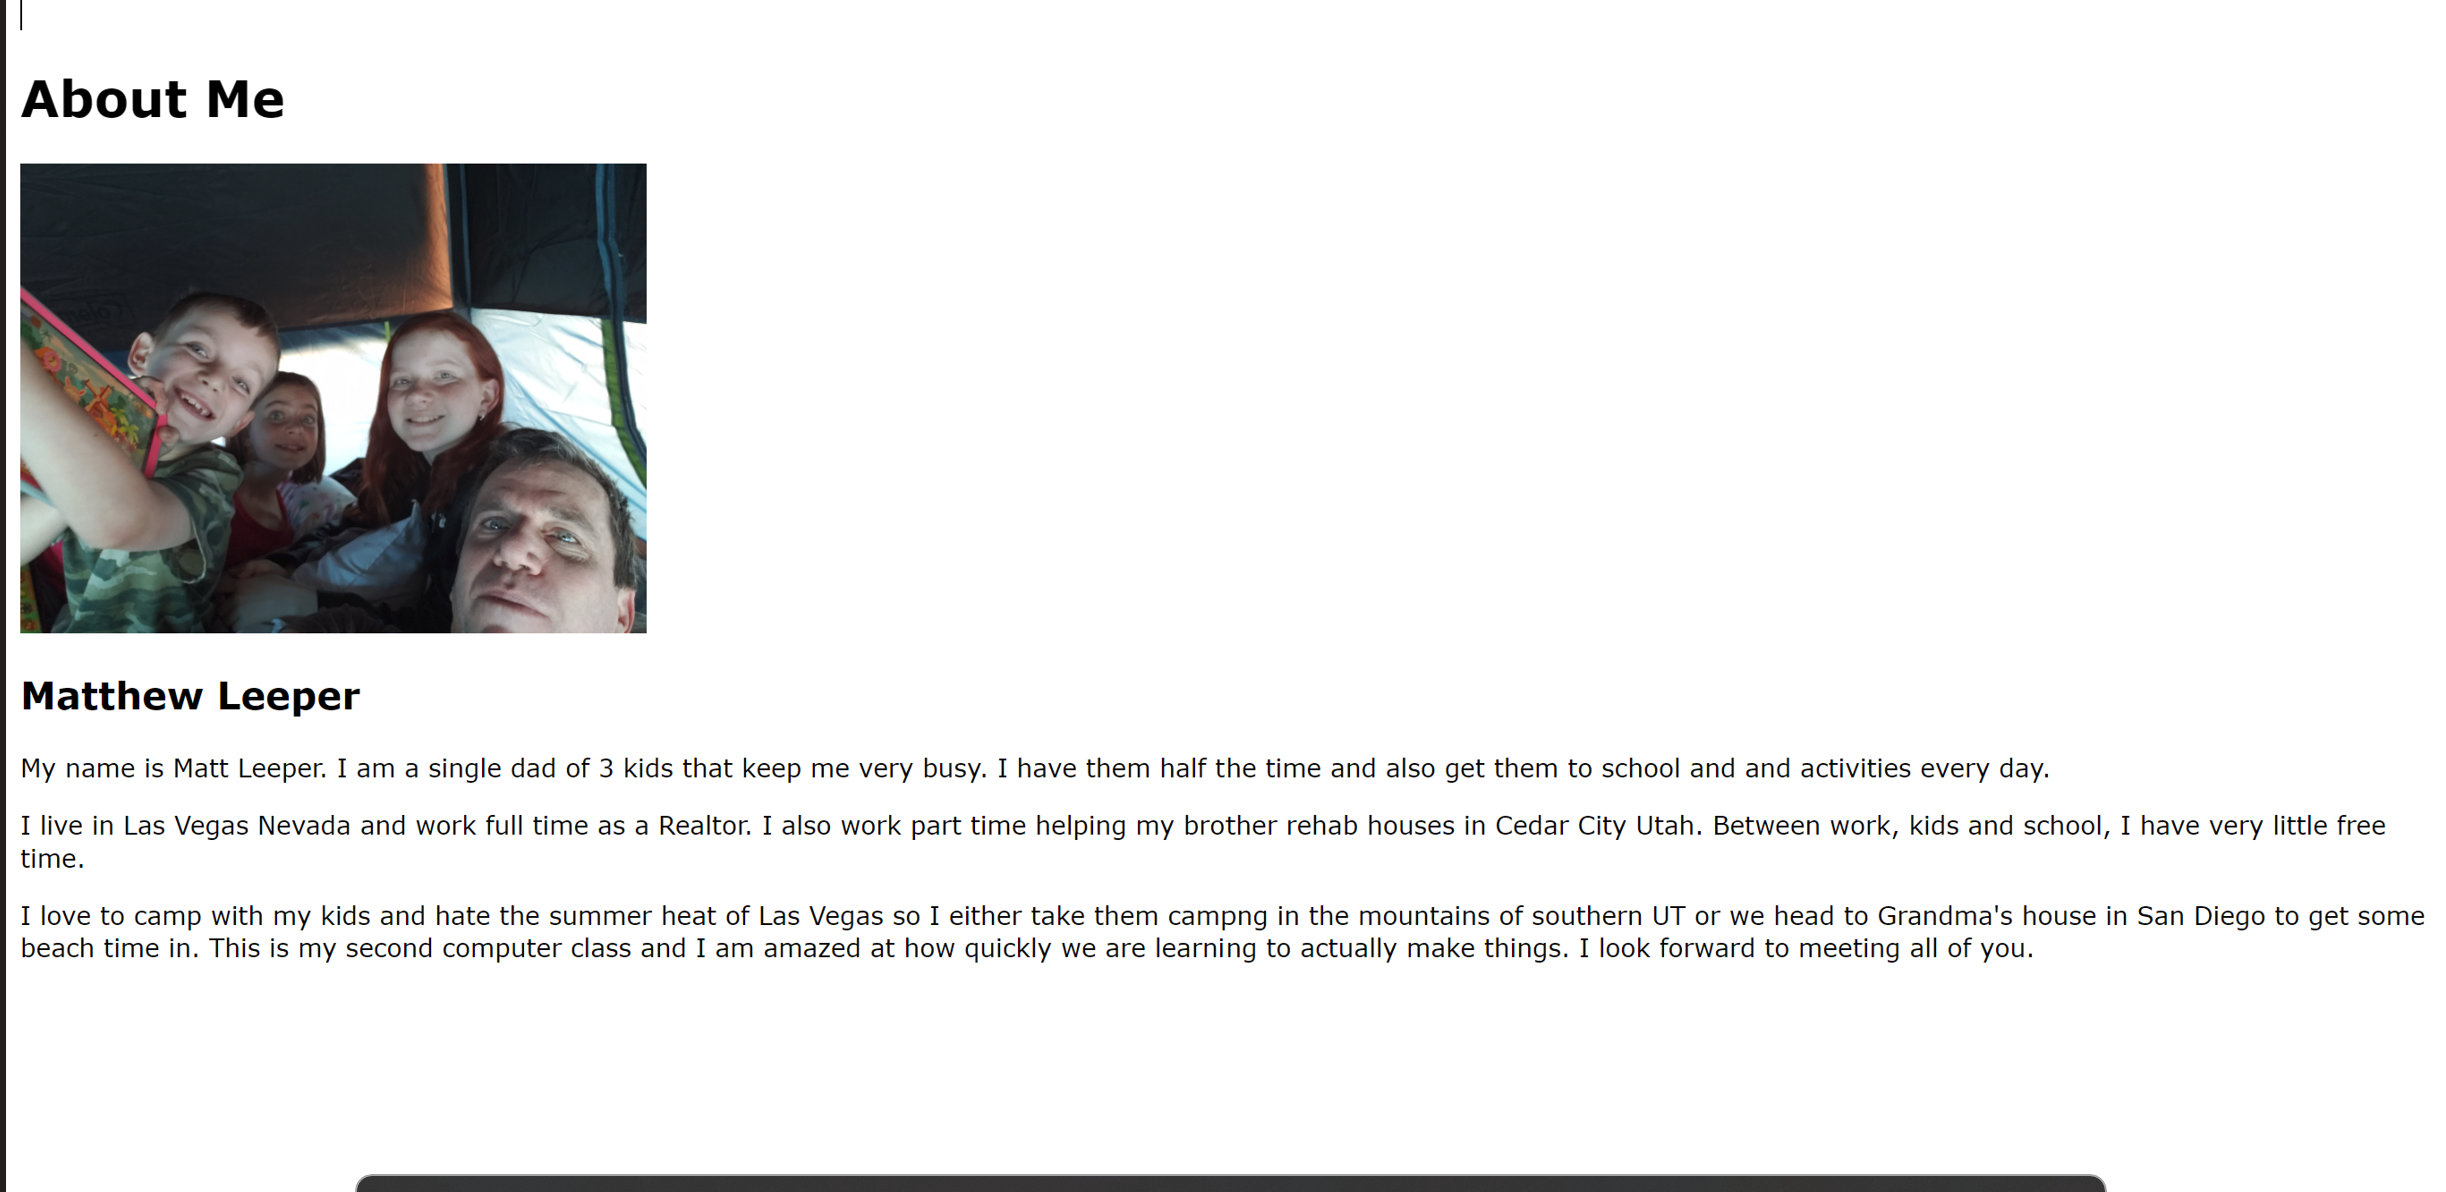 About Me
Matthew Leeper
My name is Matt Leeper. I am a single dad of 3 kids that keep me very busy. I have them half the time and also get them to school and and activities every day.
I live in Las Vegas Nevada and work full time as a Realtor. I also work part time helping my brother rehab houses in Cedar City Utah. Between work, kids and school, I have very little free
time.
I love to camp with my kids and hate the summer heat of Las Vegas so I either take them campng in the mountains of southern UT or we head to Grandma's house in San Diego to get some
beach time in. This is my second computer class and I am amazed at how quickly we are learning to actually make things. I look forward to meeting all of you.